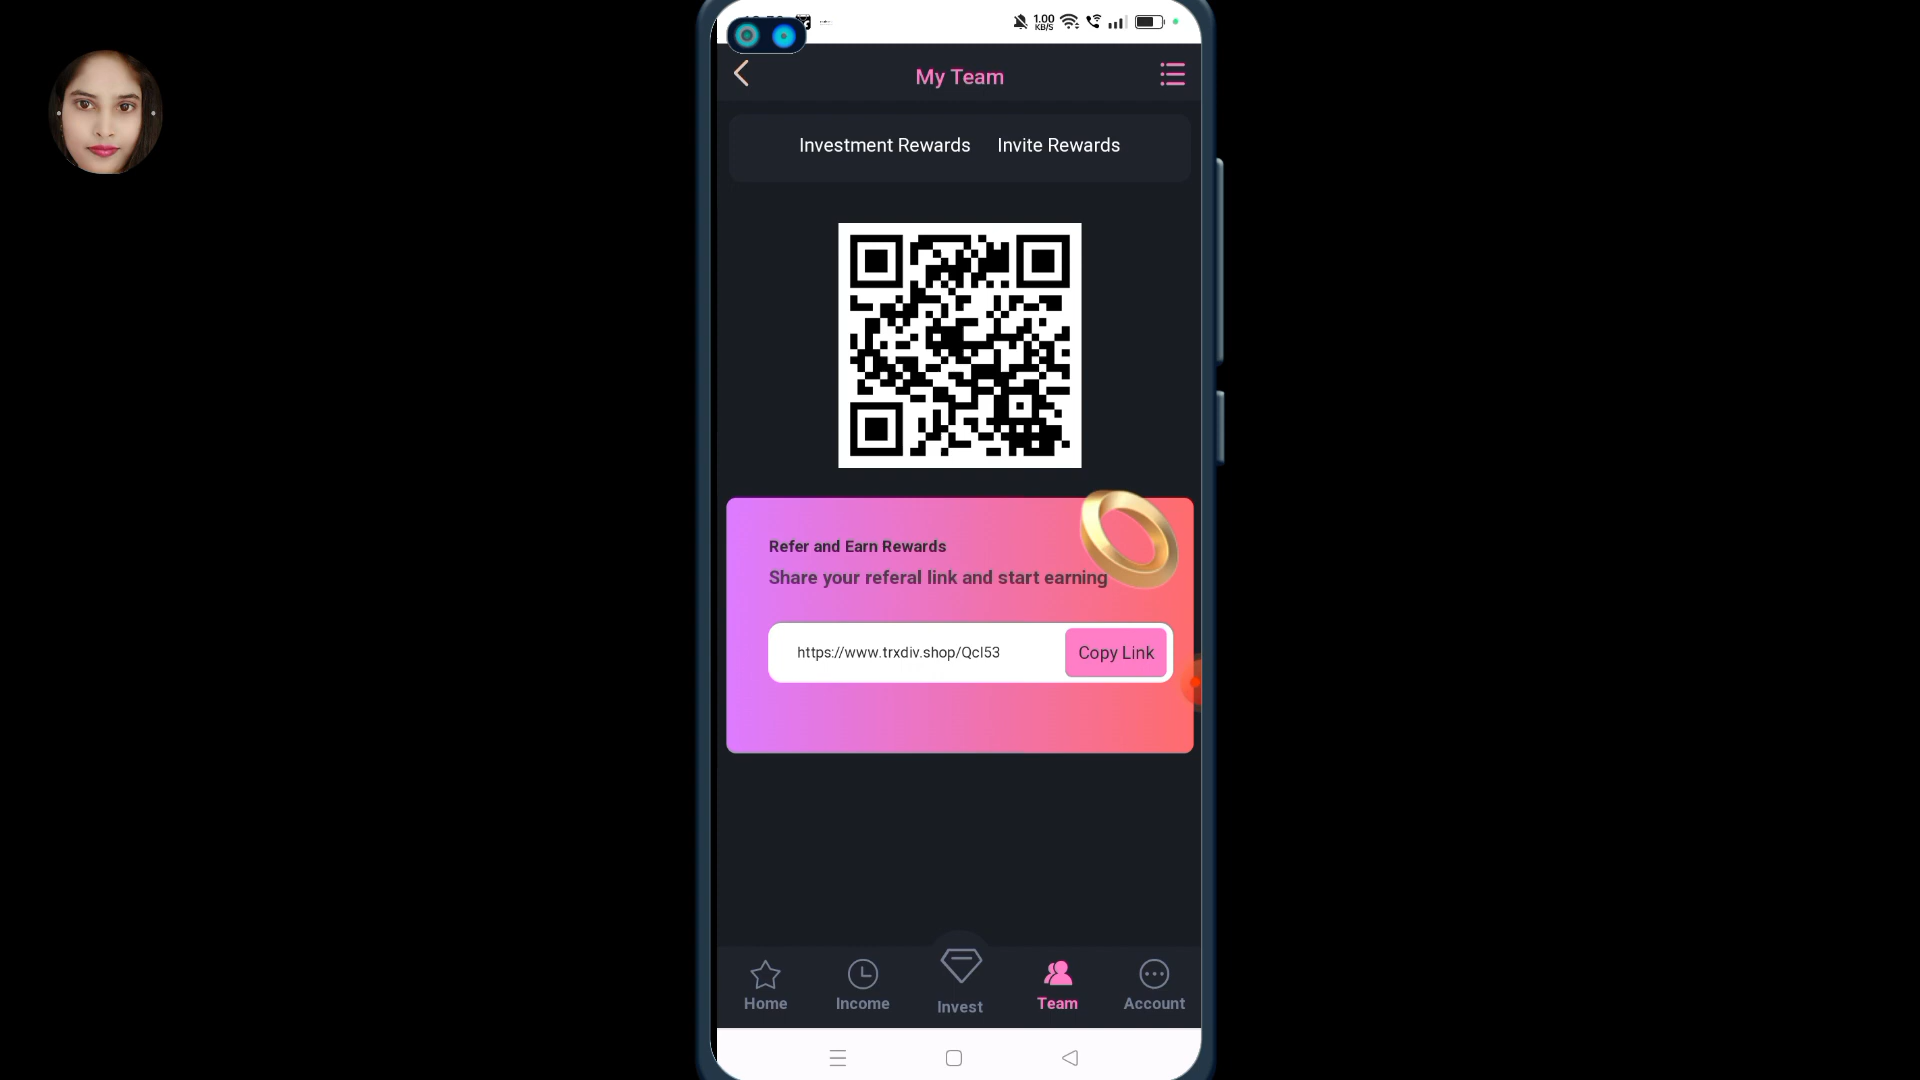 1.00
KB/S
My Team
Investment Rewards Invite Rewards
Refer and Earn Rewards
Share your referal link and start earning
https://www.trxdiv.shop/QcI53 Copy Link
Home Income Invest Team Account